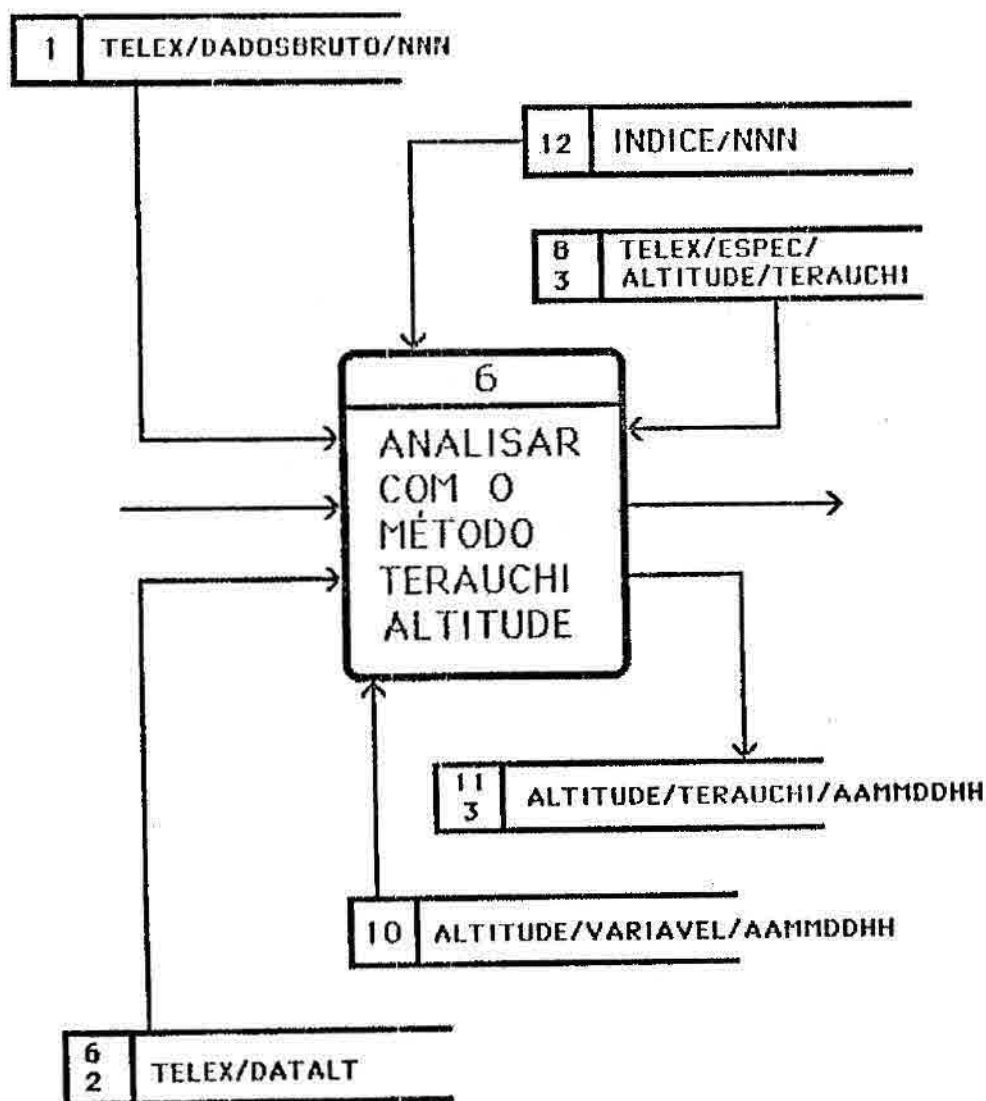 1 TELEX/DADOSBRUTO/NNN
12 INDICE/NNN
8 TELEX/ESPEC/
3 ALTITUDE/TERAUCHI
6
ANALISAR
COM O
MÉTODO
TERAUCHI
ALTITUDE
11
3 ALTITUDE/TERAUCHI/AAMMDDHH
10 ALTITUDE/VARIAVEL/AAMMDDHH
6
2 TELEX/DATALT